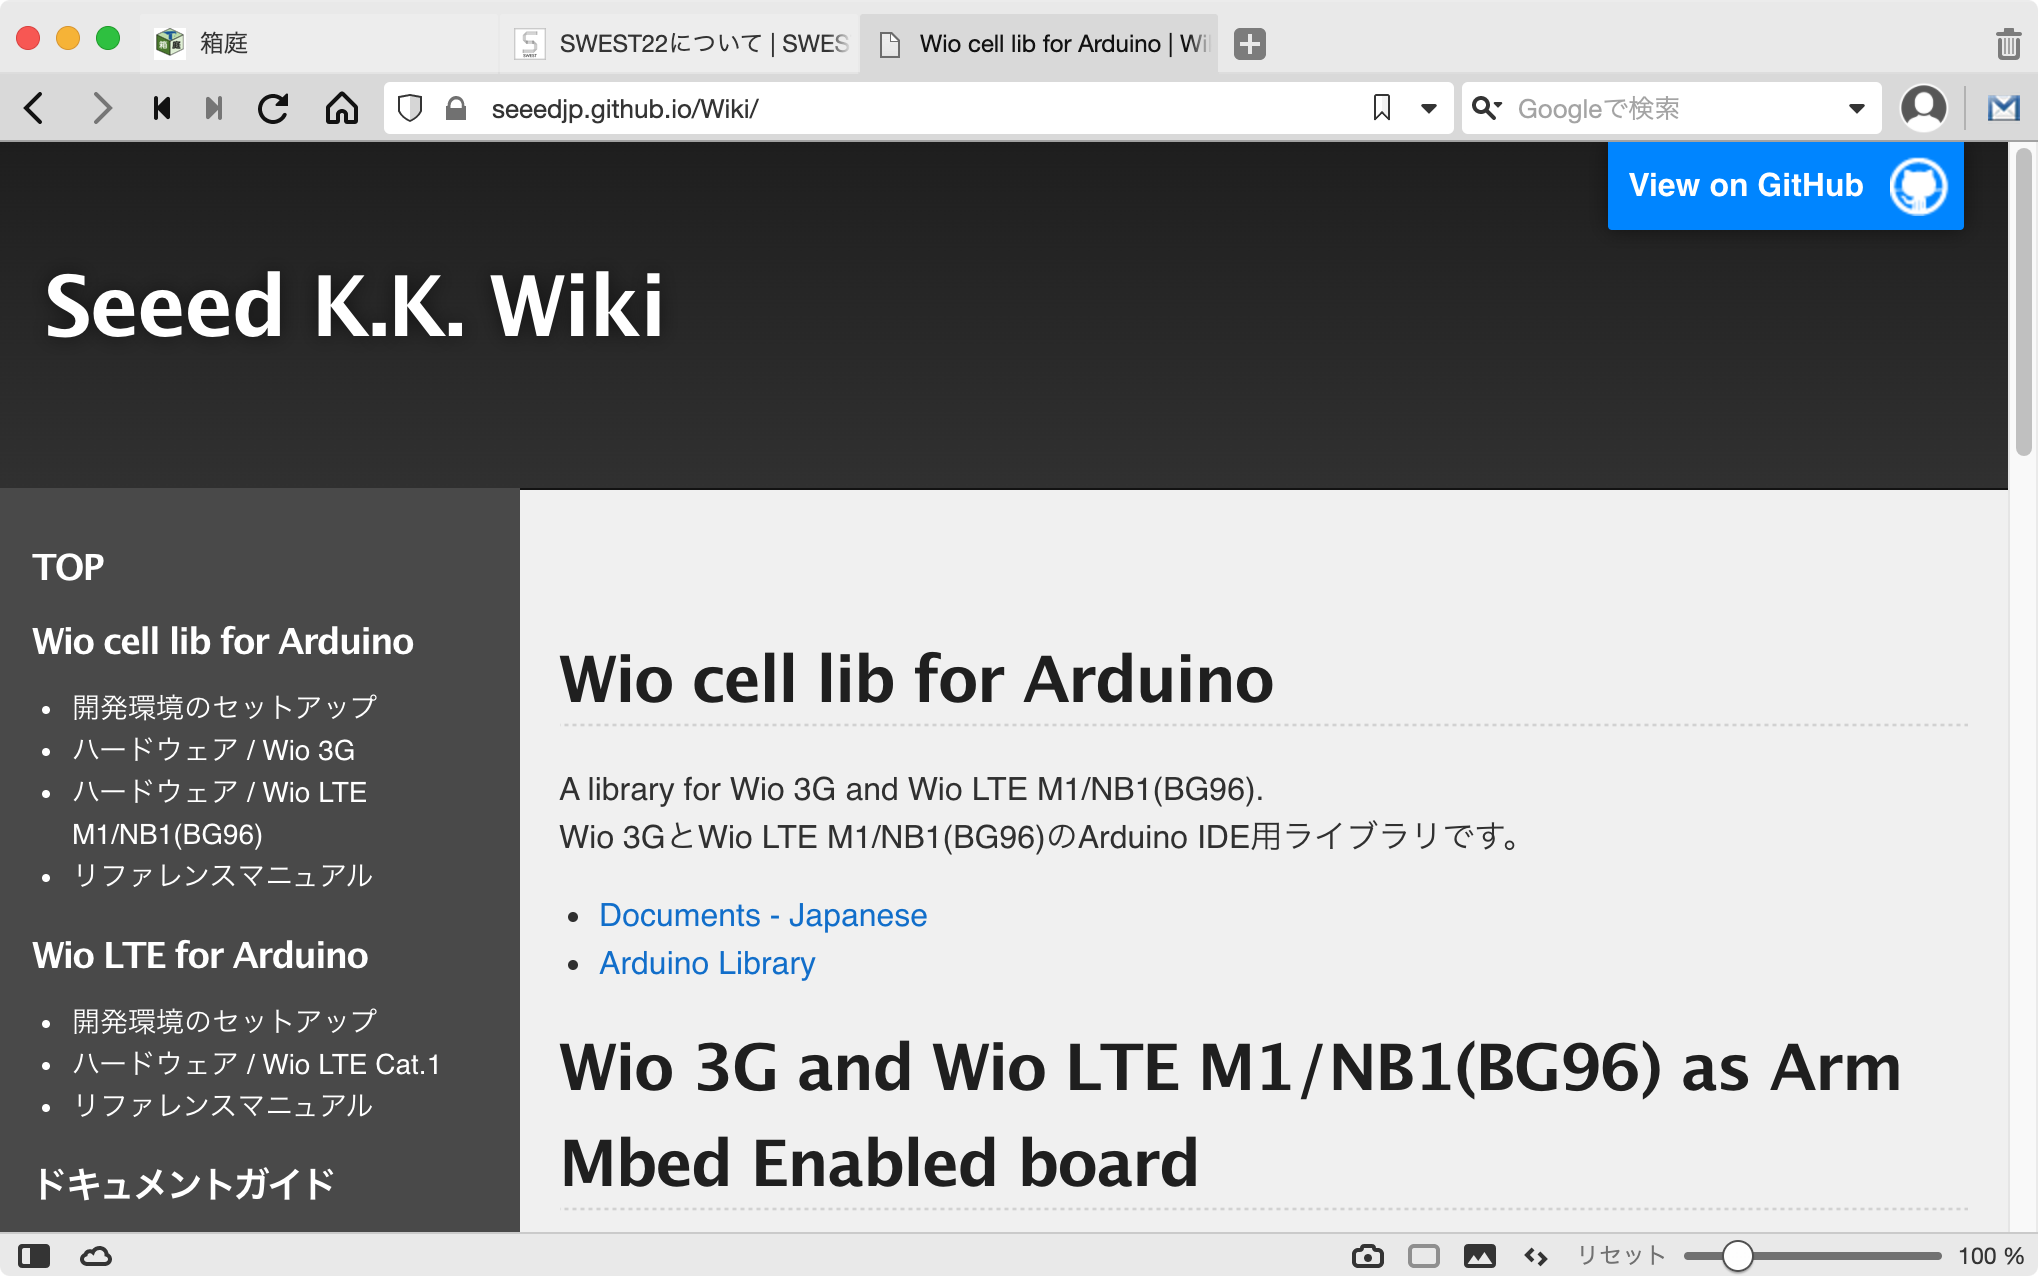 箱庭
SWEST22について | SWES
Wio cell lib for Arduino | Wi
seeedjp.github.io/Wiki/
Googleで検索
View on GitHub
Seeed K.K. Wiki
TOP
Wio cell lib for Arduino
• 開発環境のセットアップ
• ハードウェア / Wio 3G
• ハードウェア / Wio LTE
M1/NB1(BG96)
• リファレンスマニュアル
Wio LTE for Arduino
• 開発環境のセットアップ
• ハードウェア / Wio LTE Cat.1
• リファレンスマニュアル
ドキュメントガイド
Wio cell lib for Arduino
A library for Wio 3G and Wio LTE M1/NB1(BG96).
Wio 3GとWio LTE M1/NB1(BG96)のArduino IDE用ライブラリです。
• Documents - Japanese
• Arduino Library
Wio 3G and Wio LTE M1/NB1(BG96) as Arm
Mbed Enabled board
リセット
100 %